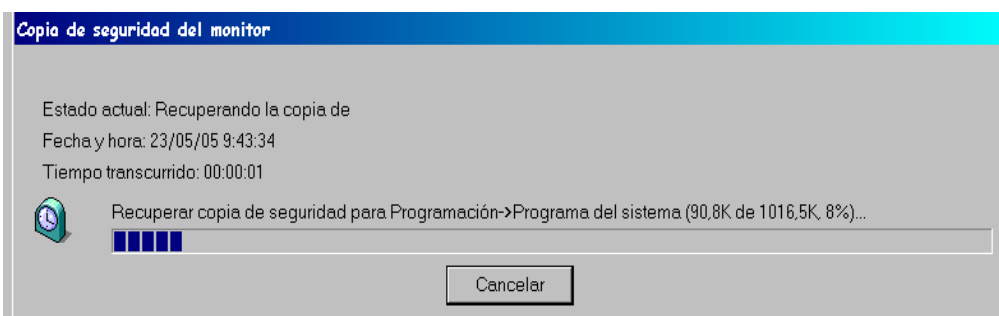 Copia de seguridad del monitor
Estado actual: Recuperando la copia de
Fecha y hora: 23/05/05 9:43:34
Tiempo transcurrido: 00:00:01
Recuperar copia de seguridad para Programación->Programa del sistema (90,8K de 1016,5K, 8%)...
Cancelar